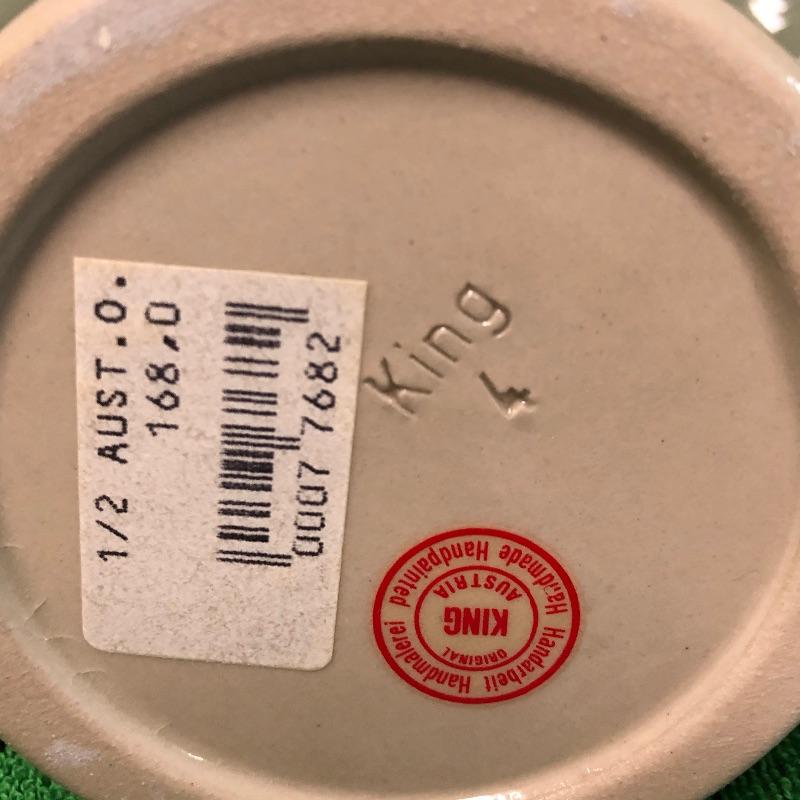 1/2 AUST.O.
168,0
0007 7682
King
4
Handarbeit Handmalerei
Handmade Handpainted
ORIGINAL
KING
AUSTRIA